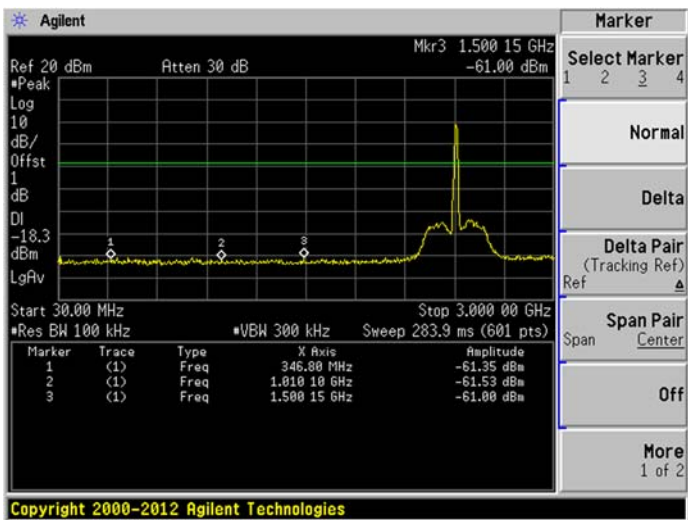 Agilent
Marker
Mkr3 1.500 15 GHz
Ref 20 dBm Atten 30 dB -61.00 dBm
#Peak
Log
10
dB/
Offst
1
dB
DI
-18.3
dBm
LgAv
1
2
3
Start 30.00 MHz Stop 3.000 00 GHz
#Res BW 100 kHz #VBW 300 kHz Sweep 283.9 ms (601 pts)
Marker Trace Type X Axis Amplitude
1 (1) Freq 346.80 MHz -61.35 dBm
2 (1) Freq 1.010 10 GHz -61.53 dBm
3 (1) Freq 1.500 15 GHz -61.00 dBm
Select Marker
1 2 3 4
Normal
Delta
Delta Pair
(Tracking Ref)
Ref Δ
Span Pair
Span Center
Off
More
1 of 2
Copyright 2000-2012 Agilent Technologies